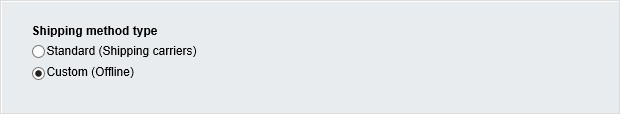 Shipping method type
Standard (Shipping carriers)
Custom (Offline)